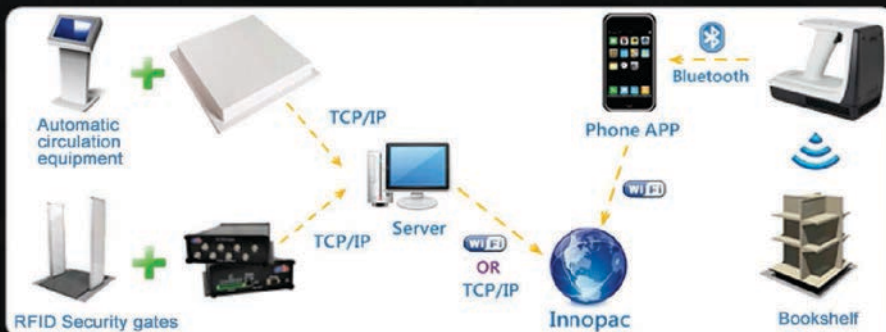 Automatic
circulation
equipment
TCP/IP
Phone APP
Bluetooth
WiFi
TCP/IP
Server
WiFi
OR
TCP/IP
Innopac
RFID Security gates
Bookshelf